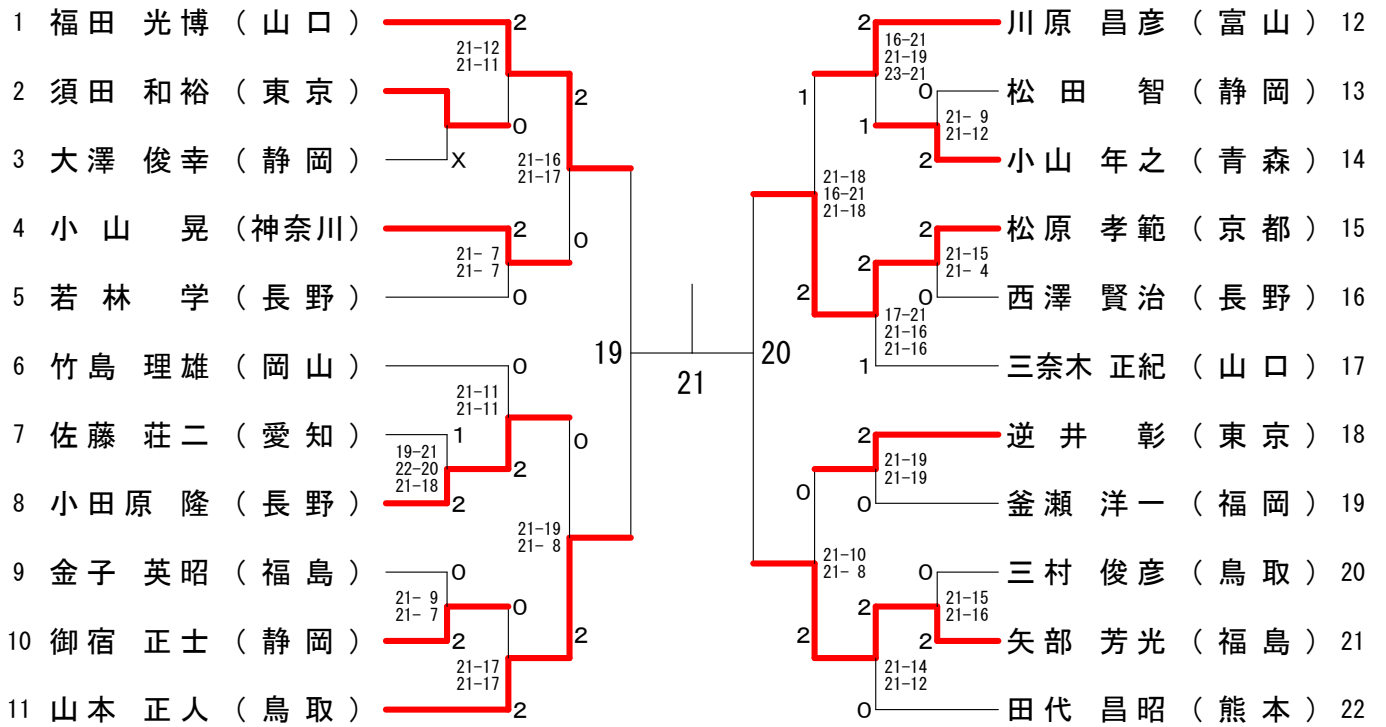 1 福田 光博 ( 山口 ) 2
21-12
21-11
2 須田 和裕 ( 東京 ) 2
0
3 大澤 俊幸 ( 静岡 ) X
21-16
21-17
4 小山 晃 (神奈川) 2
0
21- 7
21- 7
5 若林 学 ( 長野 ) 0
19
6 竹島 理雄 ( 岡山 ) 0
21-11
21-11
7 佐藤 荘二 ( 愛知 ) 1
0
19-21
22-20
21-18
2
8 小田原 隆 ( 長野 ) 2
21-19
21- 8
9 金子 英昭 ( 福島 ) 0
21- 9
21- 7
0
10 御宿 正士 ( 静岡 ) 2
2
21-17
21-17
11 山本 正人 ( 鳥取 ) 2
21
2 川原 昌彦 ( 富山 ) 12
16-21
21-19
23-21
1
0 松田 智 ( 静岡 ) 13
21- 9
21-12
1
2 小山 年之 ( 青森 ) 14
21-18
16-21
21-18
2 松原 孝範 ( 京都 ) 15
21-15
21- 4
2
2
0 西澤 賢治 ( 長野 ) 16
17-21
21-16
21-16
1 三奈木 正紀 ( 山口 ) 17
20
2 逆井 彰 ( 東京 ) 18
21-19
21-19
0
0 釜瀬 洋一 ( 福岡 ) 19
21-10
21- 8
0 三村 俊彦 ( 鳥取 ) 20
21-15
21-16
2
2
2 矢部 芳光 ( 福島 ) 21
21-14
21-12
0 田代 昌昭 ( 熊本 ) 22